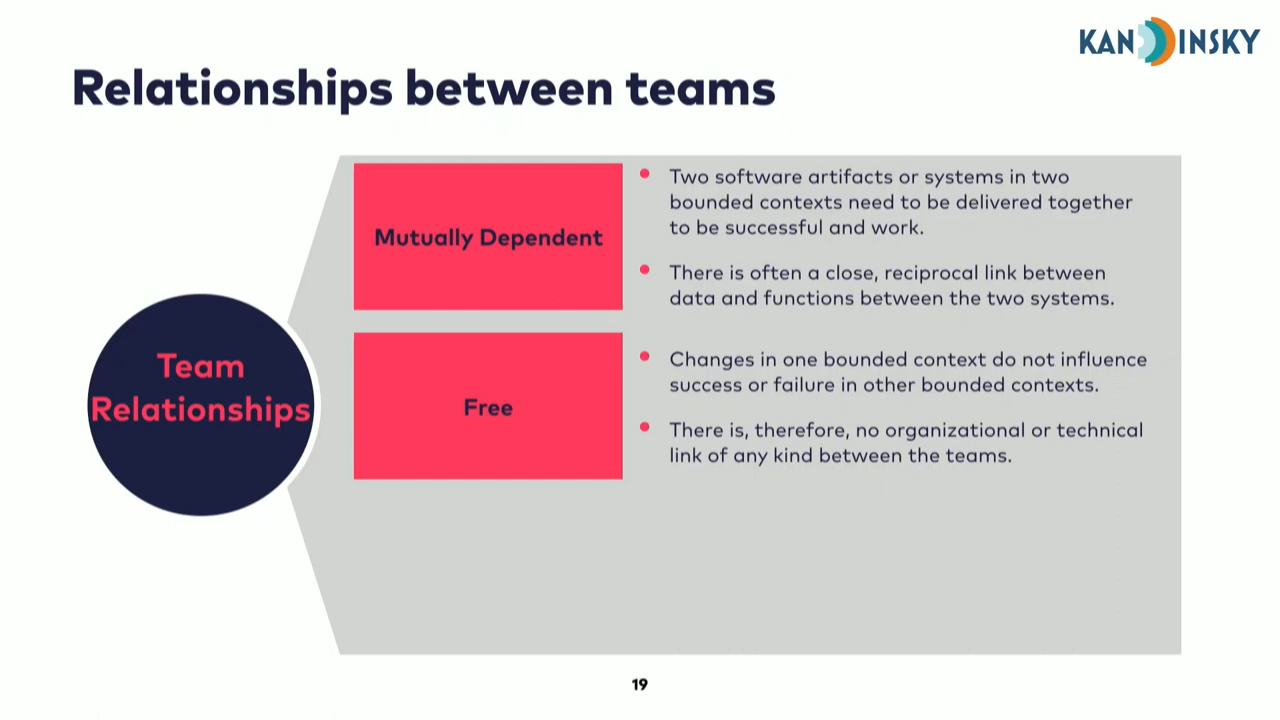 KANDDINSKY
Relationships between teams
Team
Relationships
Mutually Dependent
Two software artifacts or systems in two
bounded contexts need to be delivered together
to be successful and work.
There is often a close, reciprocal link between
data and functions between the two systems.
Free
Changes in one bounded context do not influence
success or failure in other bounded contexts.
There is, therefore, no organizational or technical
link of any kind between the teams.
19